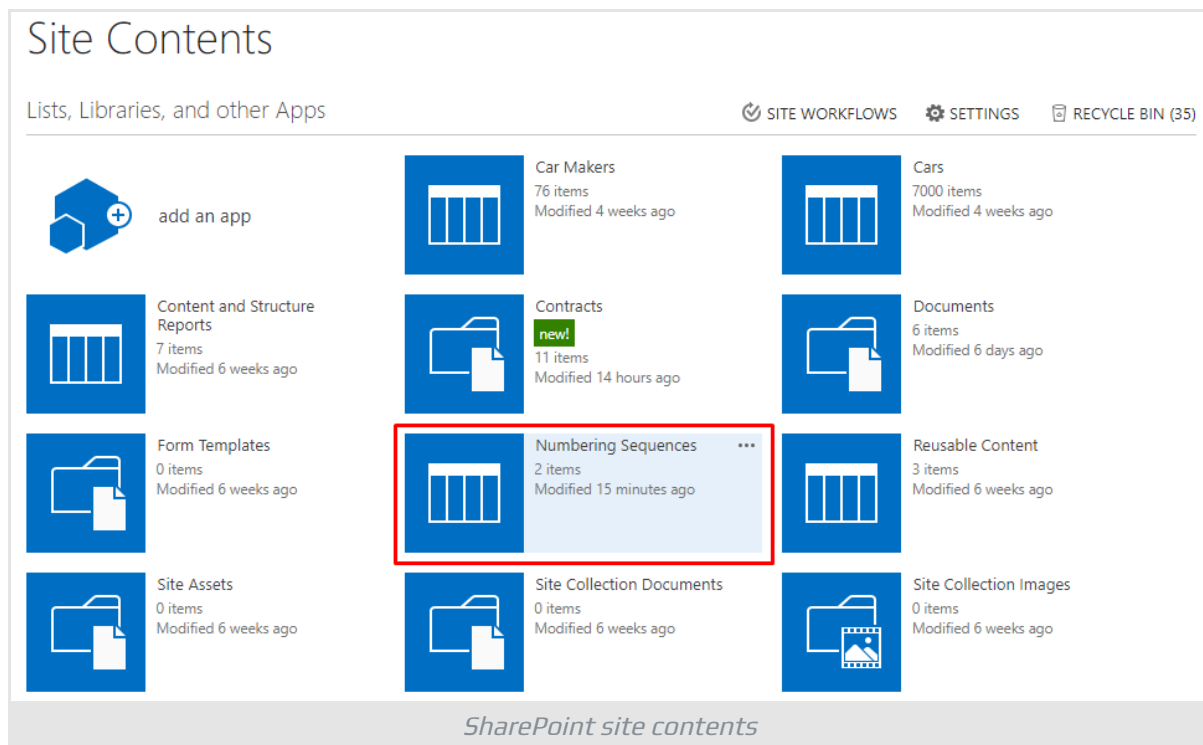 Site Contents
Lists, Libraries, and other Apps
SITE WORKFLOWS
SETTINGS
RECYCLE BIN (35)
add an app
Car Makers
76 items
Modified 4 weeks ago
Cars
7000 items
Modified 4 weeks ago
Content and Structure
Reports
7 items
Modified 6 weeks ago
Contracts
new!
11 items
Modified 14 hours ago
Documents
6 items
Modified 6 days ago
Form Templates
0 items
Modified 6 weeks ago
Numbering Sequences
2 items
Modified 15 minutes ago
Reusable Content
3 items
Modified 6 weeks ago
Site Assets
0 items
Modified 6 weeks ago
Site Collection Documents
0 items
Modified 6 weeks ago
Site Collection Images
0 items
Modified 6 weeks ago
SharePoint site contents